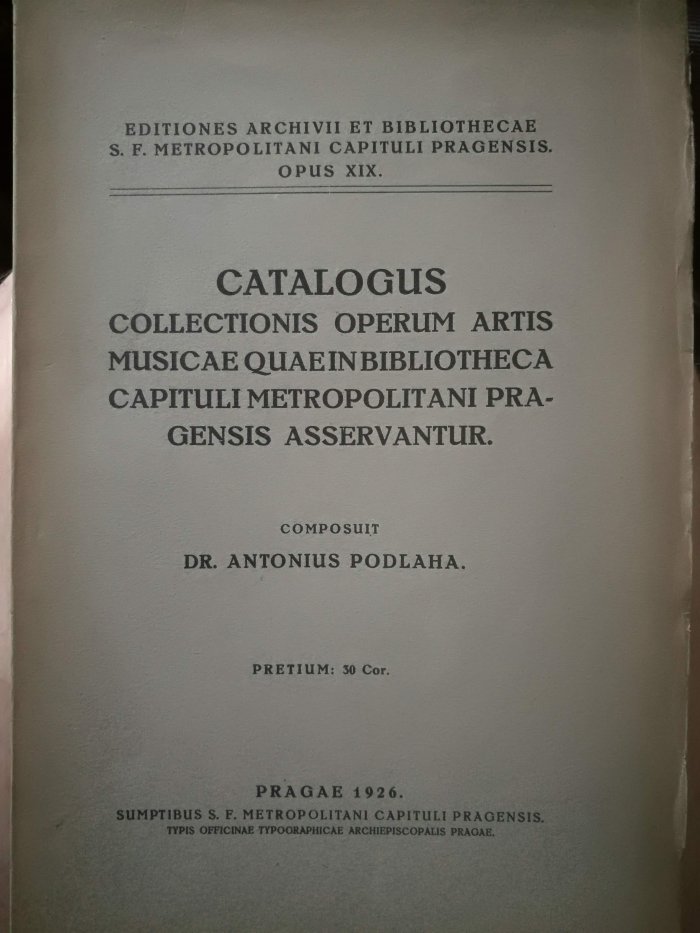 EDITIONES ARCHIVII ET BIBLIOTHECAE
S. F. METROPOLITANI CAPITULI PRAGENSIS.
OPUS XIX.
CATALOGUS
COLLECTIONIS OPERUM ARTIS
MUSICAE QUAE IN BIBLIOTHECA
CAPITULI METROPOLITANI PRA-
GENSIS ASSERVANTUR.
COMPOSUIT
DR. ANTONIUS PODLAHA.
PRETIUM: 30 Cor.
PRAGAE 1926.
SUMPTIBUS S. F. METROPOLITANI CAPITULI PRAGENSIS.
TYPIS OFFICINAE TYPOGRAPHICAE ARCHIEPISCOPALIS PRAGAE.